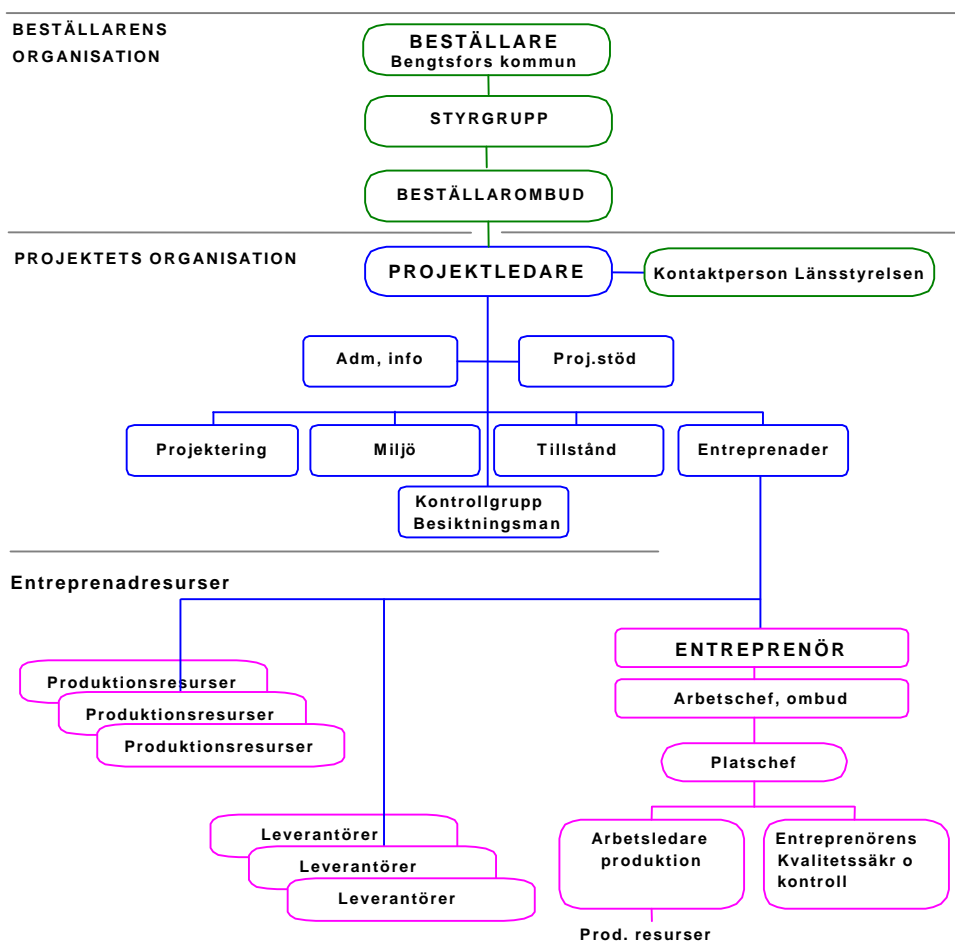 BESTÄLLARENS
ORGANISATION
BESTÄLLARE
Bengtsfors kommun
STYRGRUPP
BESTÄLLAROMBUD
PROJEKTETS ORGANISATION
PROJEKTLEDARE
Kontaktperson Länsstyrelsen
Adm, info
Proj.stöd
Projektering
Miljö
Tillstånd
Entreprenader
Kontrollgrupp
Besiktningsman
Entreprenadresurser
Produktionsresurser
Produktionsresurser
Produktionsresurser
Leverantörer
Leverantörer
Leverantörer
ENTREPRENÖR
Arbetschef, ombud
Platschef
Arbetsledare
produktion
Entreprenörens
Kvalitetssäkr o
kontroll
Prod. resurser